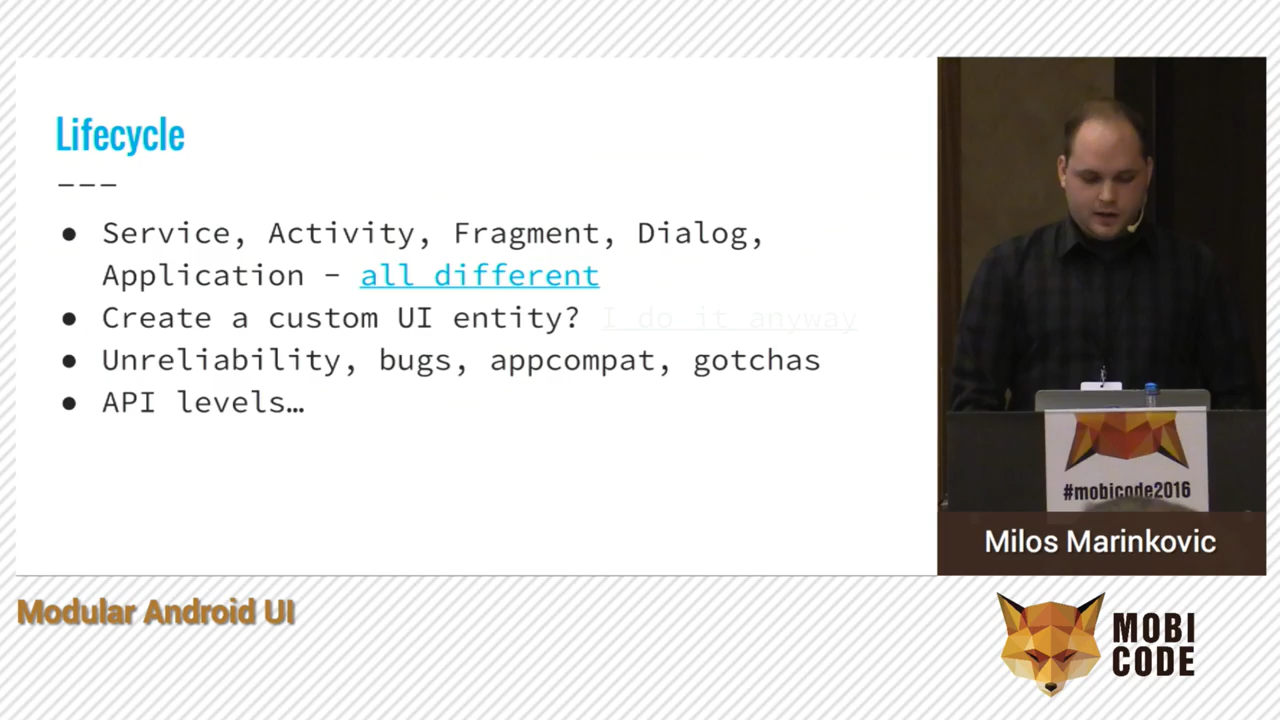 Lifecycle
---
● Service, Activity, Fragment, Dialog,
Application - all different
● Create a custom UI entity? I do it anyway
● Unreliability, bugs, appcompat, gotchas
● API levels…
#mobicode2016
Milos Marinkovic
Modular Android UI
MOBI
CODE